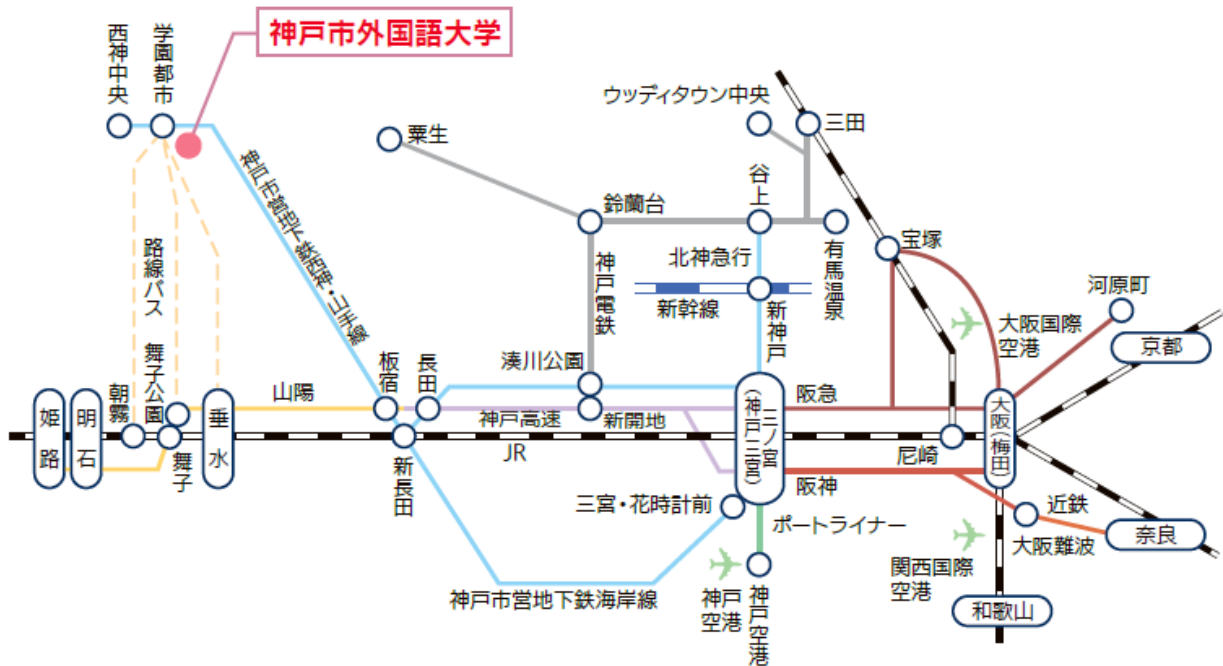 神戸市外国語大学
西神中央
学園都市
ウッディタウン中央
三田
粟生
谷上
鈴蘭台
神戸市営地下鉄西神・山手線
北神急行
有馬温泉
宝塚
路線バス
神戸電鉄
新幹線
新神戸
河原町
大阪国際
空港
京都
舞子公園
朝霧
板宿
長田
湊川公園
姫路
明石
垂水
山陽
神戸高速
新開地
三ノ宮
(神戸三宮)
阪急
大阪(梅田)
舞子
JR
尼崎
新長田
阪神
三宮・花時計前
ポートライナー
近鉄
大阪難波
奈良
関西国際
空港
神戸市営地下鉄海岸線
神戸
空港
神戸空港
和歌山